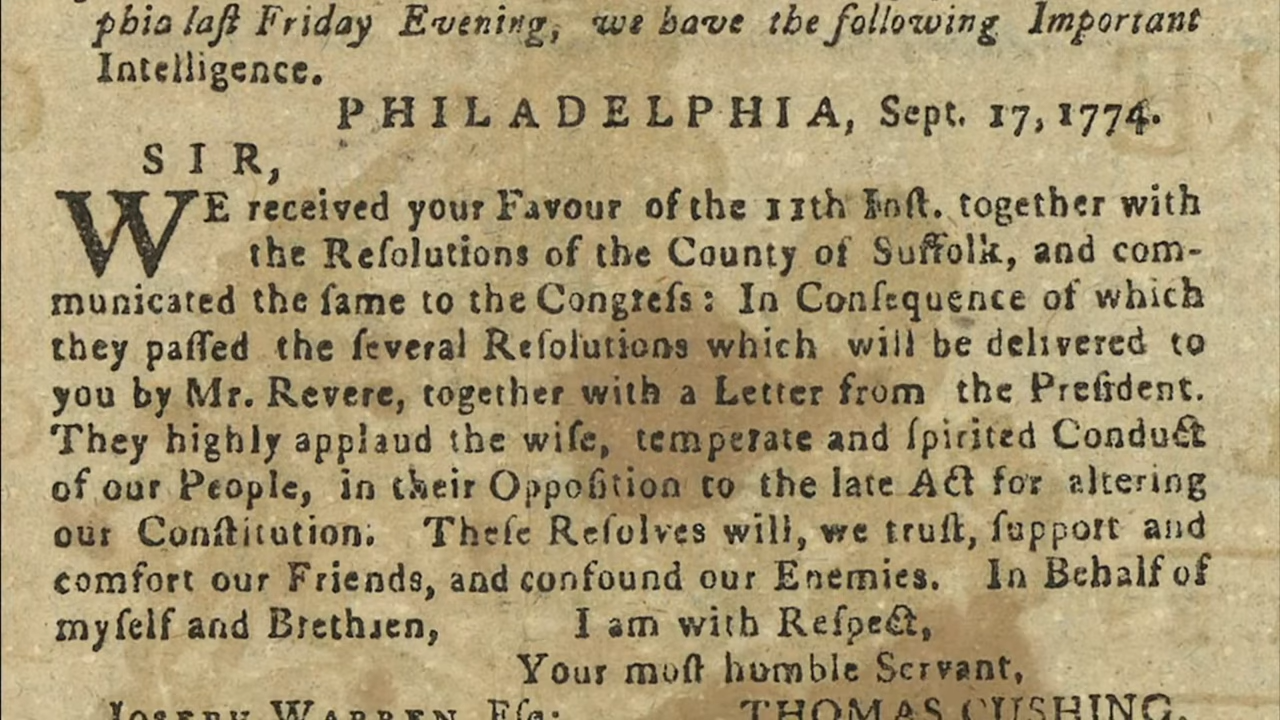 phia laſt Friday Evening, we have the following Important
Intelligence.
PHILADELPHIA, Sept. 17, 1774.
SIR,
WE received your Favour of the 11th Inſt. together with
the Reſolutions of the County of Suffolk, and com-
municated the ſame to the Congreſs: In Conſequence of which
they paſſed the ſeveral Reſolutions which will be delivered to
you by Mr. Revere, together with a Letter from the Preſident.
They highly applaud the wiſe, temperate and ſpirited Conduct
of our People, in their Oppoſition to the late Act for altering
our Conſtitution. Theſe Reſolves will, we truſt, ſupport and
comfort our Friends, and confound our Enemies. In Behalf of
myſelf and Brethren, I am with Reſpect,
Your moſt humble Servant,
JOSEPH WARREN, Eſq; THOMAS CUSHING.